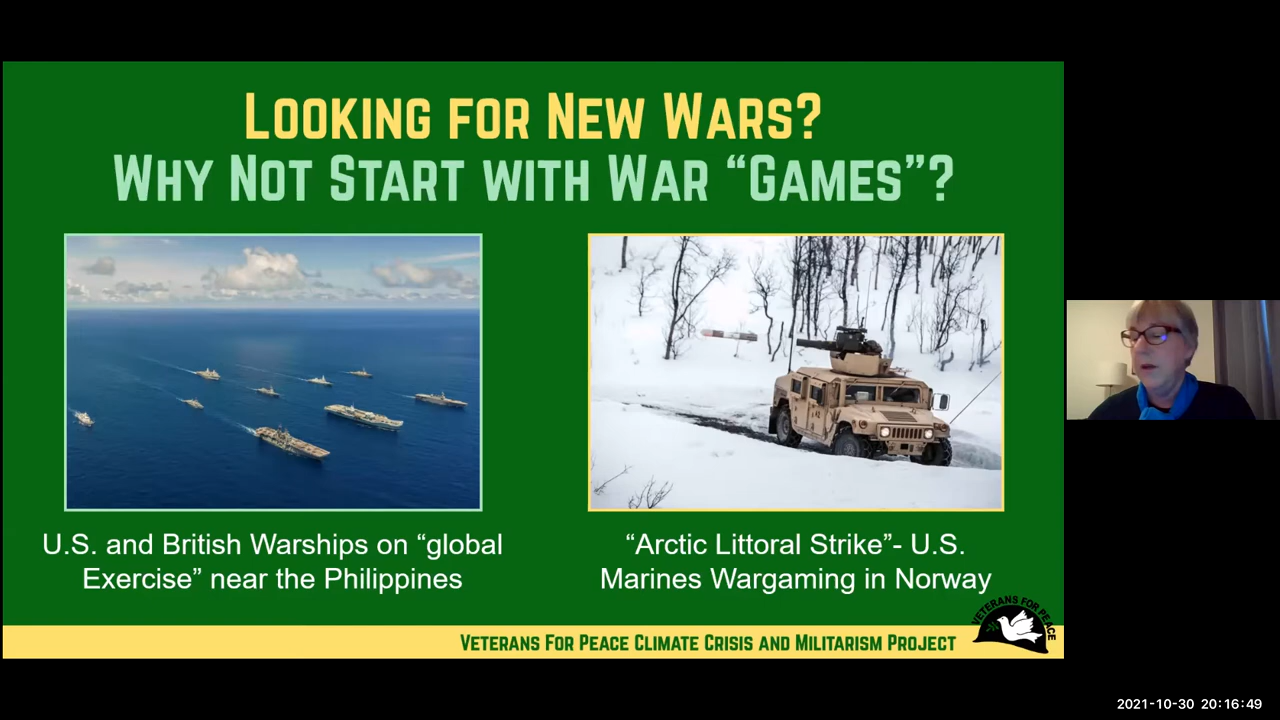 LOOKING FOR NEW WARS?
WHY NOT START WITH WAR “GAMES”?
U.S. and British Warships on “global
Exercise” near the Philippines
“Arctic Littoral Strike”- U.S.
Marines Wargaming in Norway
VETERANS FOR PEACE
VETERANS FOR PEACE CLIMATE CRISIS AND MILITARISM PROJECT
2021-10-30 20:16:49